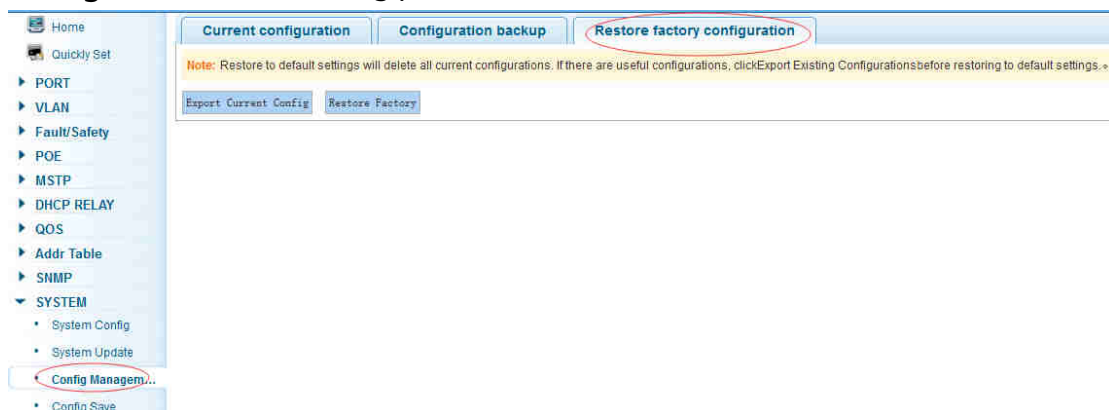 Home
Quickly Set
PORT
VLAN
Fault/Safety
POE
MSTP
DHCP RELAY
QOS
Addr Table
SNMP
SYSTEM
System Config
System Update
Config Managem...
Config Save
Current configuration
Configuration backup
Restore factory configuration
Note: Restore to default settings will delete all current configurations. If there are useful configurations, clickExport Existing Configurationsbefore restoring to default settings.
Export Current Config
Restore Factory